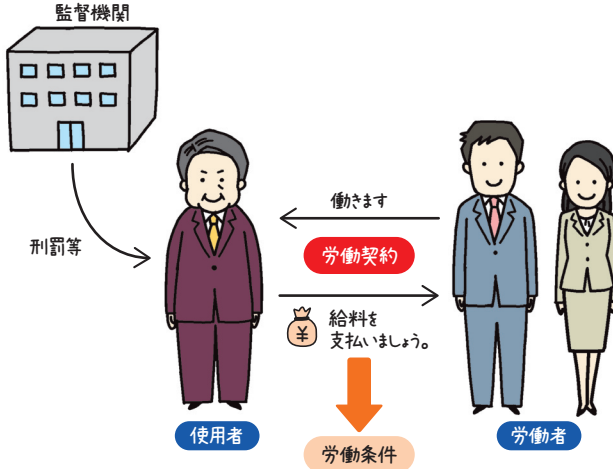 監督機関
刑罰等
働きます
労働契約
¥
給料を
支払いましょう。
使用者
労働者
労働条件